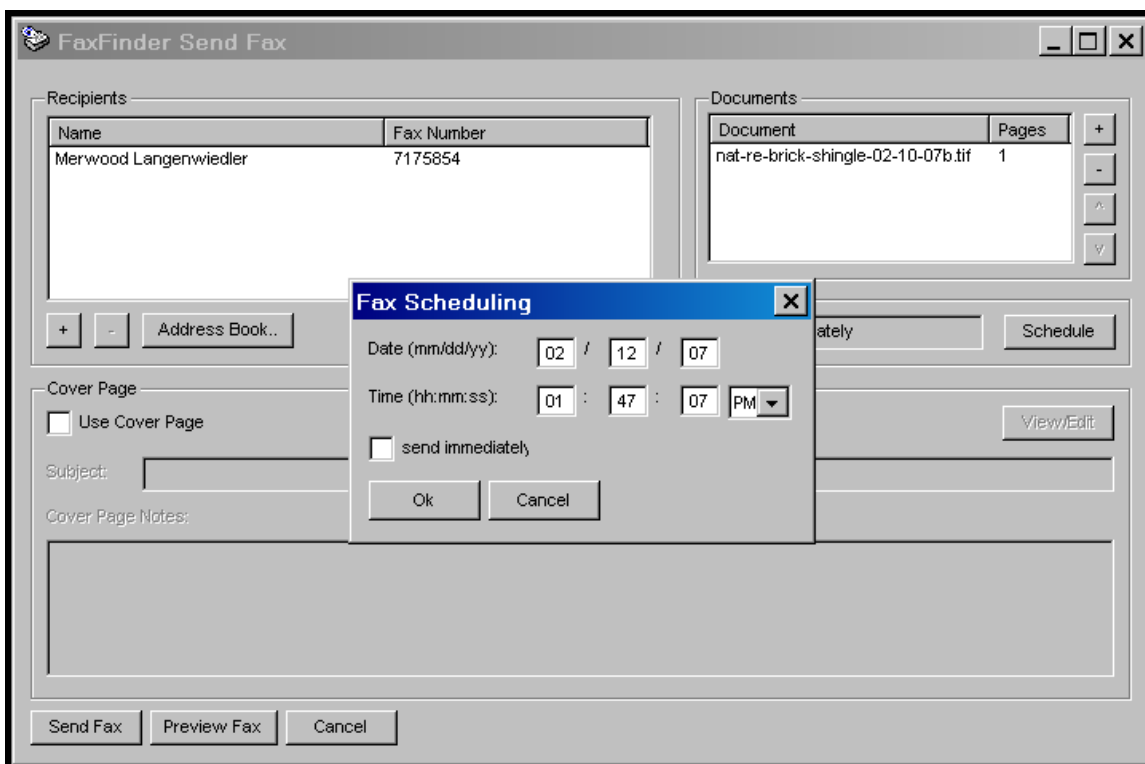 FaxFinder Send Fax
Recipients
Name Fax Number
Merwood Langenwiedler 7175854
+ - Address Book..
Documents
Document Pages
nat-re-brick-shingle-02-10-07b.tif 1
+
-
^
v
ately Schedule
Fax Scheduling
Date (mm/dd/yy): 02 / 12 / 07
Time (hh:mm:ss): 01 : 47 : 07 PM
send immediately
Ok Cancel
Cover Page
Use Cover Page View/Edit
Subject:
Cover Page Notes:
Send Fax Preview Fax Cancel